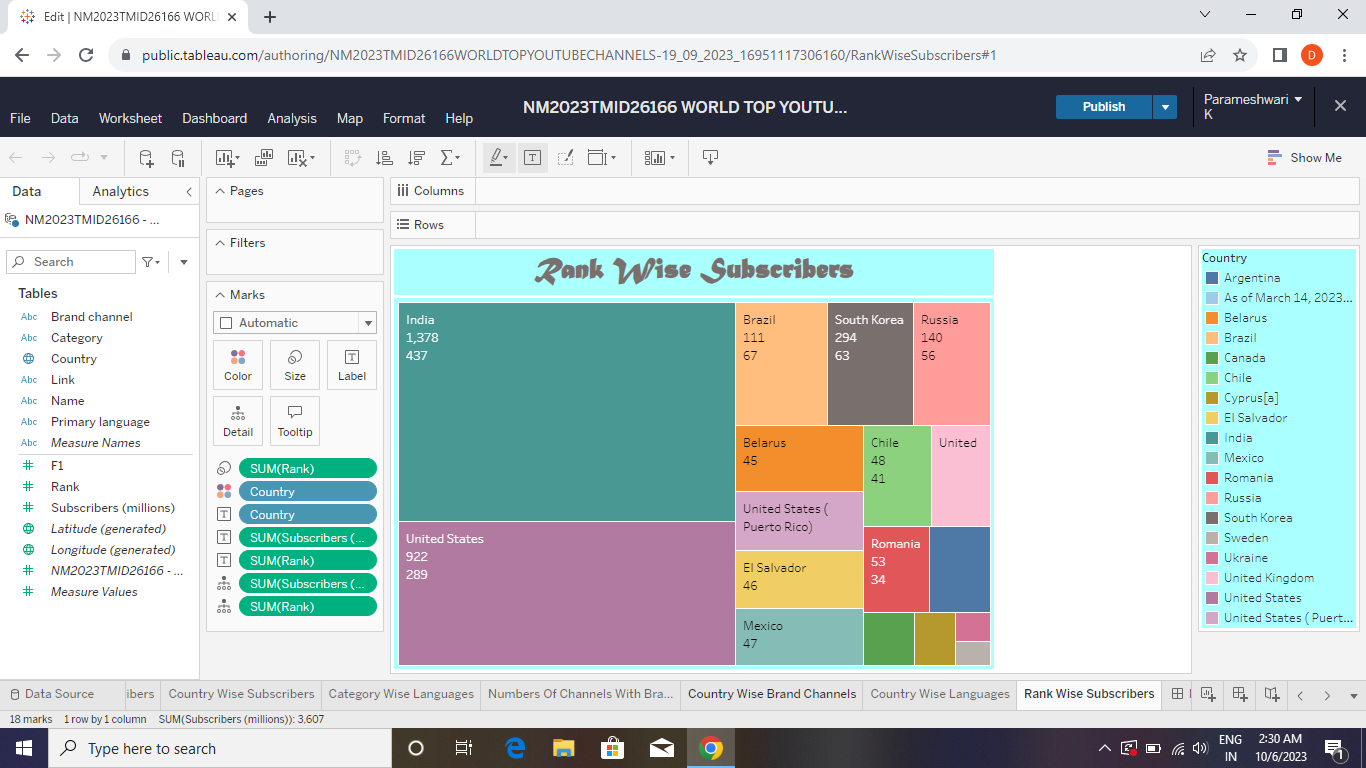 Edit | NM2023TMID26166 WORL
public.tableau.com/authoring/NM2023TMID26166WORLDTOPYOUTUBECHANNELS-19_09_2023_16951117306160/RankWiseSubscribers#1
D
NM2023TMID26166 WORLD TOP YOUTU...
Publish
Parameshwari
K
File Data Worksheet Dashboard Analysis Map Format Help
Show Me
Data Analytics
NM2023TMID26166 - ...
Search
Tables
Abc Brand channel
Abc Category
Country
Abc Link
Abc Name
Abc Primary language
Abc Measure Names
F1
Rank
Subscribers (millions)
Latitude (generated)
Longitude (generated)
NM2023TMID26166 - ...
Measure Values
Pages
Filters
Marks
Automatic
Color Size Label
Detail Tooltip
SUM(Rank)
Country
Country
SUM(Subscribers (...
SUM(Rank)
SUM(Subscribers (...
SUM(Rank)
Columns
Rows
Rank Wise Subscribers
India
1,378
437
United States
922
289
Brazil
111
67
South Korea
294
63
Russia
140
56
Belarus
45
Chile
48
41
United
United States (
Puerto Rico)
El Salvador
46
Mexico
47
Romania
53
34
Country
Argentina
As of March 14, 2023...
Belarus
Brazil
Canada
Chile
Cyprus[a]
El Salvador
India
Mexico
Romania
Russia
South Korea
Sweden
Ukraine
United Kingdom
United States
United States ( Puert...
Data Source ibers Country Wise Subscribers Category Wise Languages Numbers Of Channels With Bra... Country Wise Brand Channels Country Wise Languages Rank Wise Subscribers
18 marks 1 row by 1 column SUM(Subscribers (millions)): 3,607
Type here to search
ENG
IN
2:30 AM
10/6/2023
1